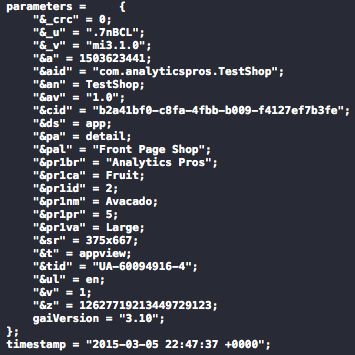 parameters =     {
    "&_crc" = 0;
    "&_u" = ".7nBCL";
    "&_v" = "mi3.1.0";
    "&a" = 1503623441;
    "&aid" = "com.analyticspros.TestShop";
    "&an" = TestShop;
    "&av" = "1.0";
    "&cid" = "b2a41bf0-c8fa-4fbb-b009-f4127ef7b3fe";
    "&ds" = app;
    "&pa" = detail;
    "&pal" = "Front Page Shop";
    "&pr1br" = "Analytics Pros";
    "&pr1ca" = Fruit;
    "&pr1id" = 2;
    "&pr1nm" = Avacado;
    "&pr1pr" = 5;
    "&pr1va" = Large;
    "&sr" = 375x667;
    "&t" = appview;
    "&tid" = "UA-60094916-4";
    "&ul" = en;
    "&v" = 1;
    "&z" = 12627719213449729123;
    gaiVersion = "3.10";
};
timestamp = "2015-03-05 22:47:37 +0000";